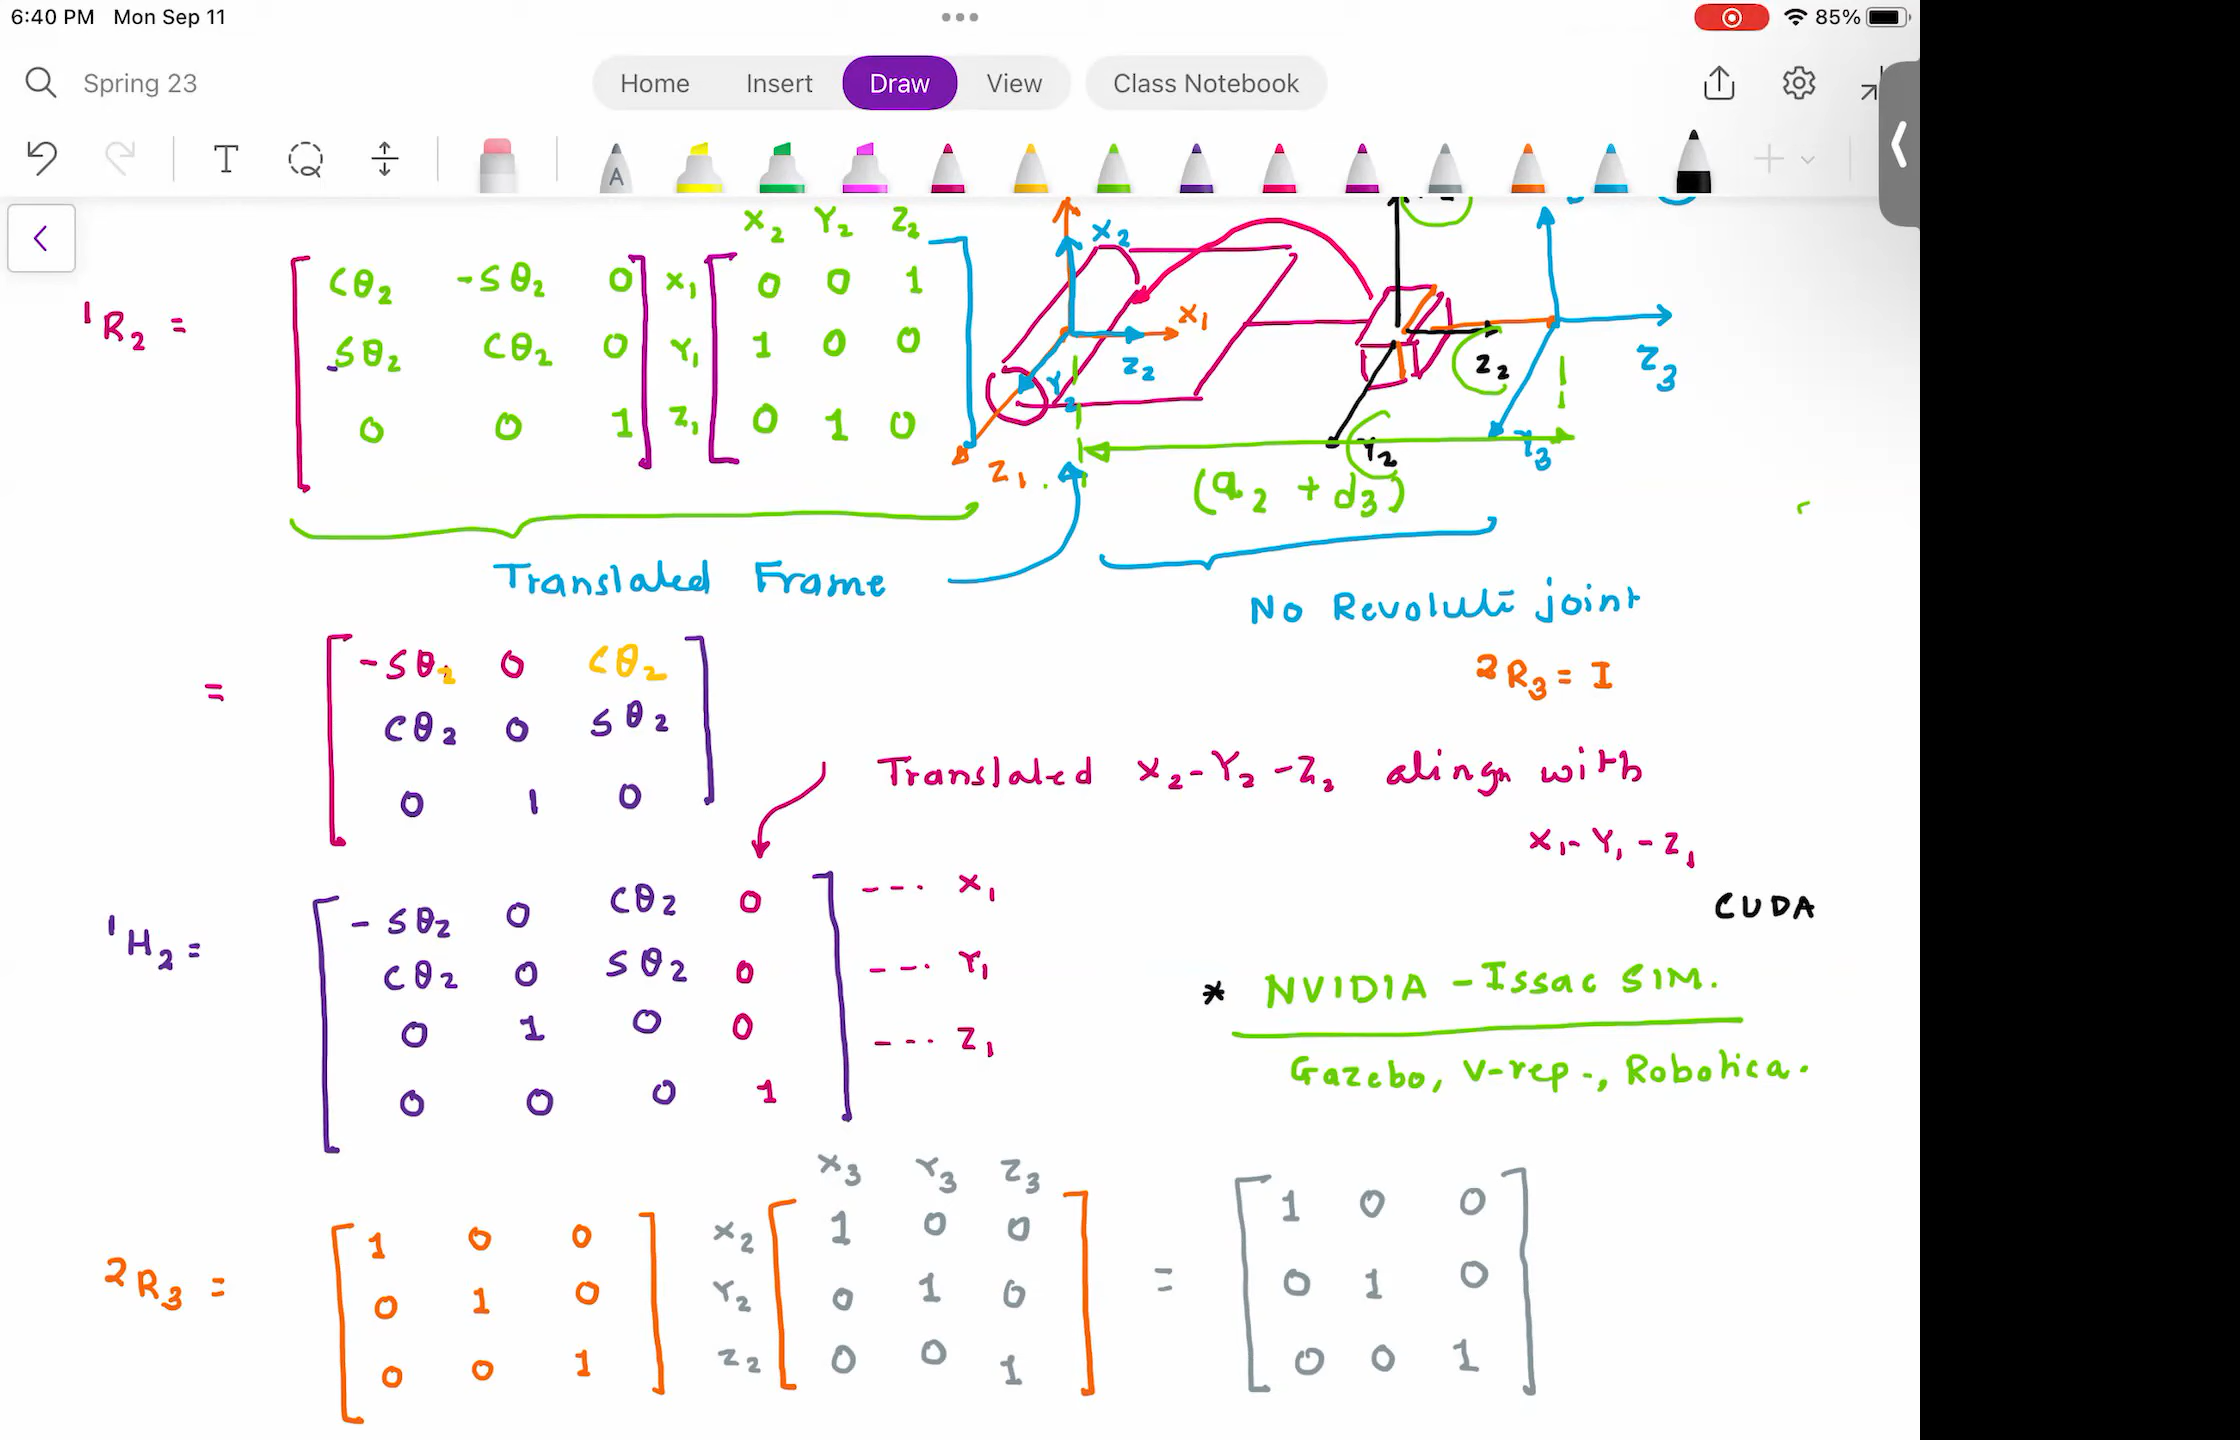 6:40 PM Mon Sep 11
85%
Spring 23
Home Insert Draw View Class Notebook
T A
X2 Y2 Z2
1R2 =
Cθ2 -Sθ2 0 X1 0 0 1
Sθ2 Cθ2 0 Y1 1 0 0
0 0 1 Z1 0 1 0
X2
X1
Z2
Y2
Z1
Z2
Y2
Z3
Y3
(a2 + d3)
Translated Frame
No Revolute joint
2R3 = I
=
-Sθ2 0 Cθ2
Cθ2 0 Sθ2
0 1 0
Translated X2-Y2-Z2 alingn with
X1-Y1-Z1
1H2 =
-Sθ2 0 Cθ2 0 --- X1
Cθ2 0 Sθ2 0 --- Y1
0 1 0 0 --- Z1
0 0 0 1
CUDA
* NVIDIA - Issac SIM.
Gazebo, V-rep-, Robotica.
X3 Y3 Z3
2R3 =
1 0 0 X2 1 0 0 1 0 0
0 1 0 Y2 0 1 0 = 0 1 0
0 0 1 Z2 0 0 1 0 0 1